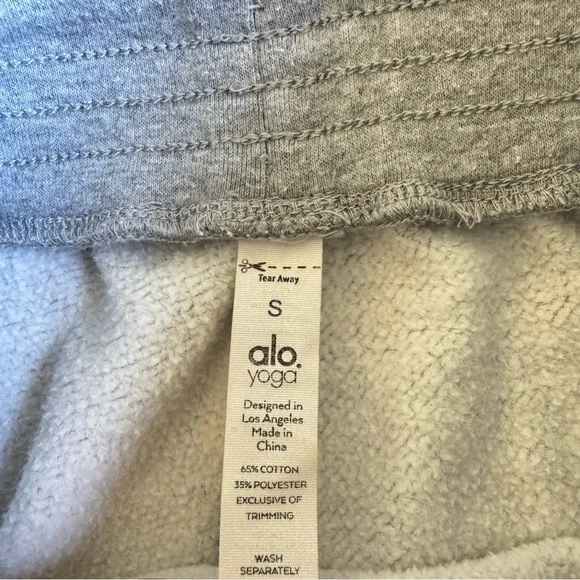 Tear Away
S
alo
yoga
Designed in
Los Angeles
Made in
China
65% COTTON
35% POLYESTER
EXCLUSIVE OF
TRIMMING
WASH
SEPARATELY